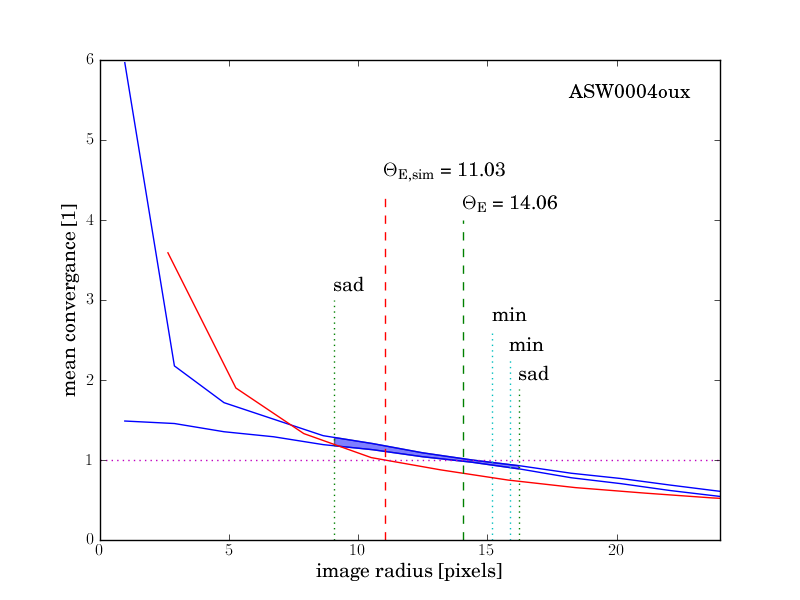 6
ASW0004oux
5
Θ_E,sim = 11.03
Θ_E = 14.06
4
sad
3
min
min
sad
2
1
0
mean convergance [1]
0 5 10 15 20
image radius [pixels]